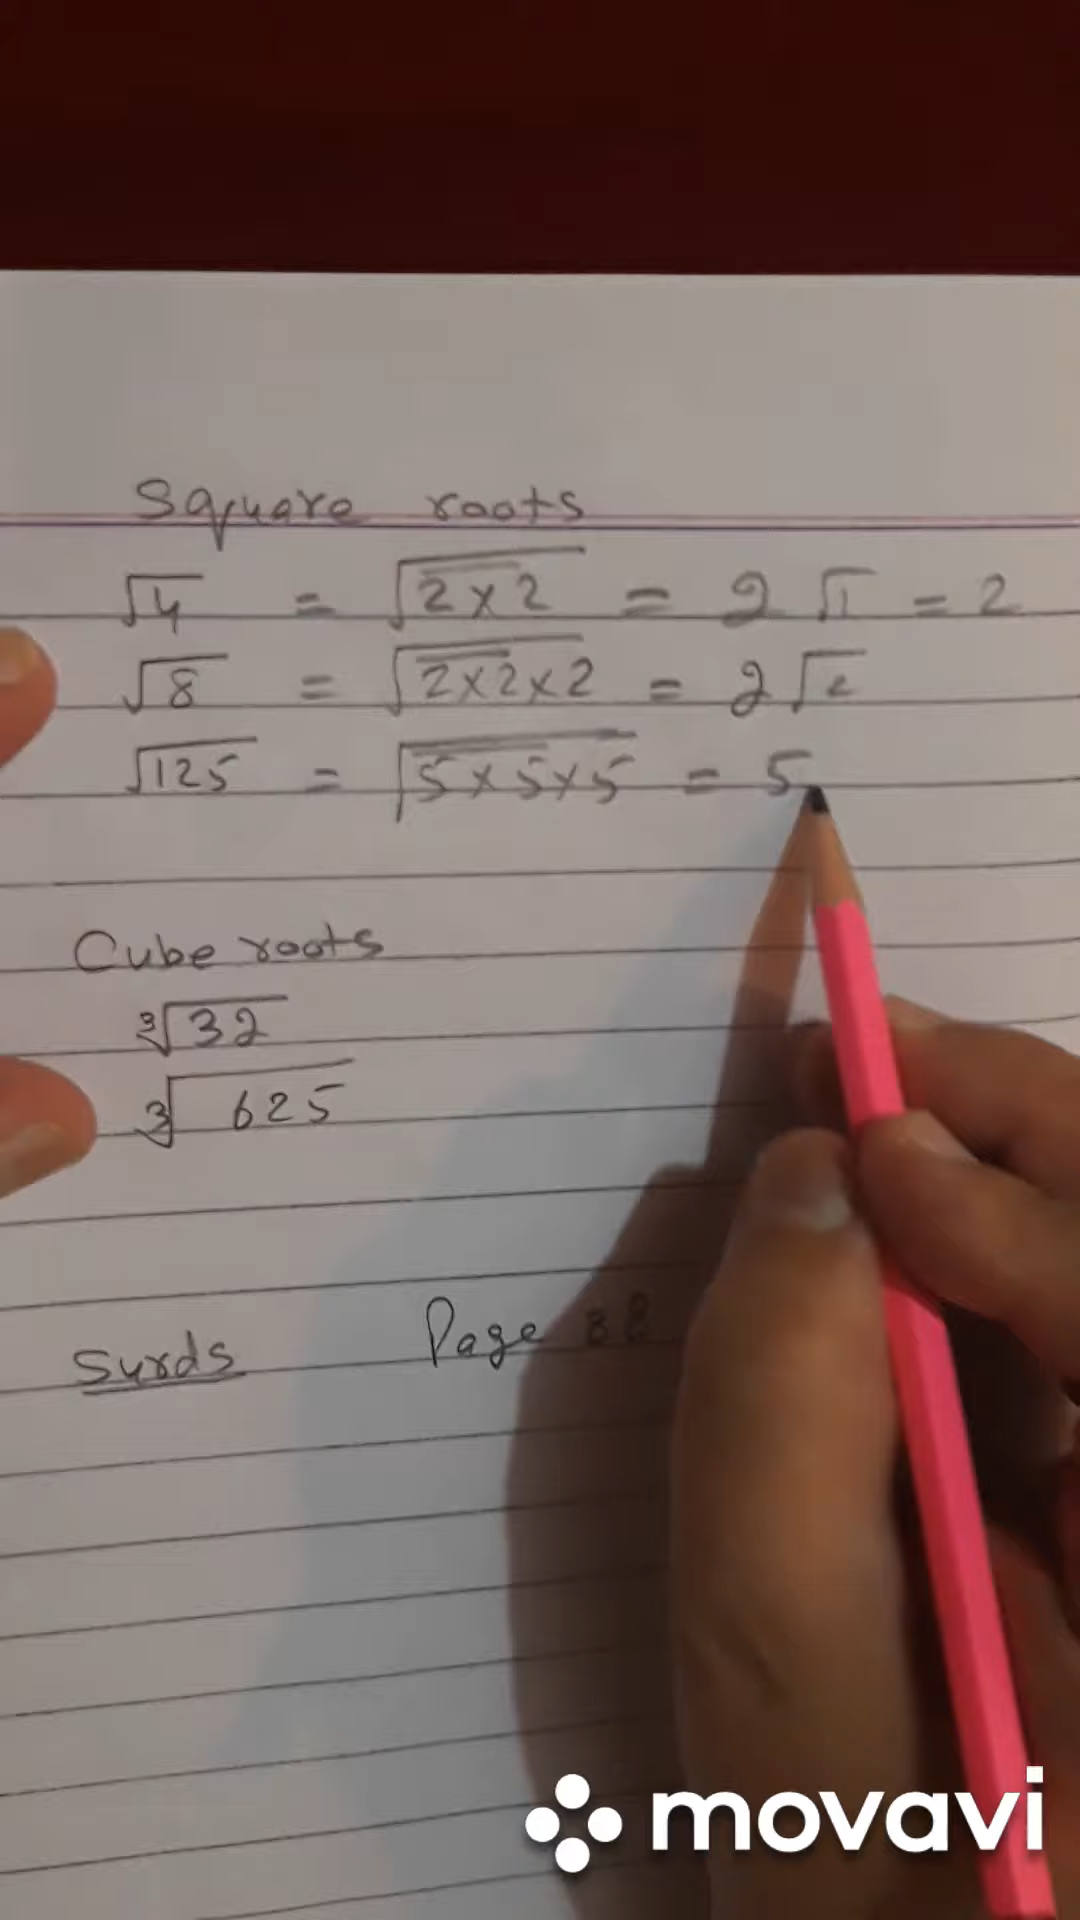 Square roots
√4 = √2×2 = 2 √1 = 2
√8 = √2×2×2 = 2√2
√125 = √5×5×5 = 5
Cube roots
∛32
∛625
Surds Page 38
movavi